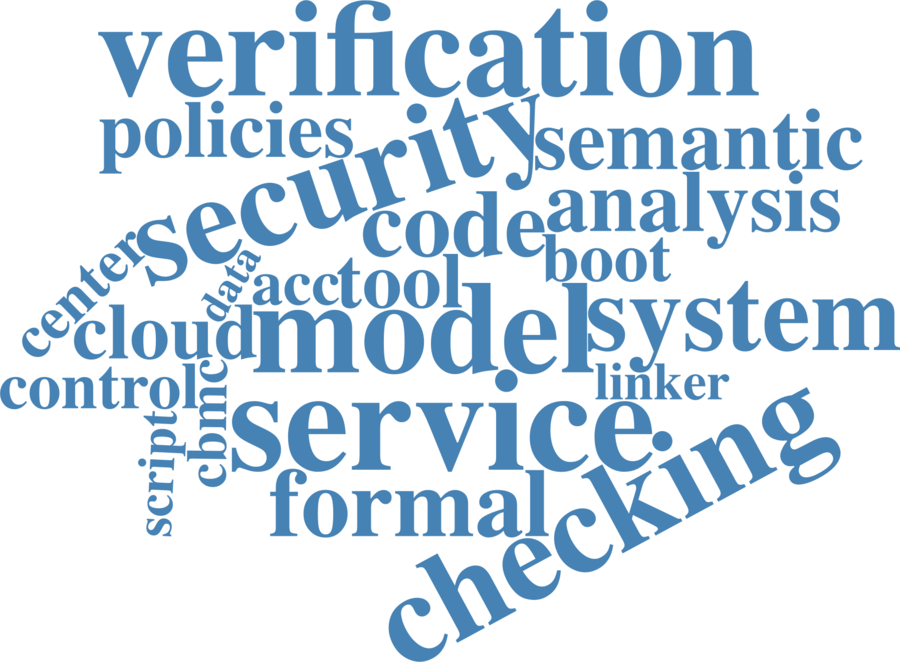 verification
policies
security
semantic
analysis
code
boot
center
data
acctool
cloud
model
system
control
cbmc
linker
script
service
formal
checking